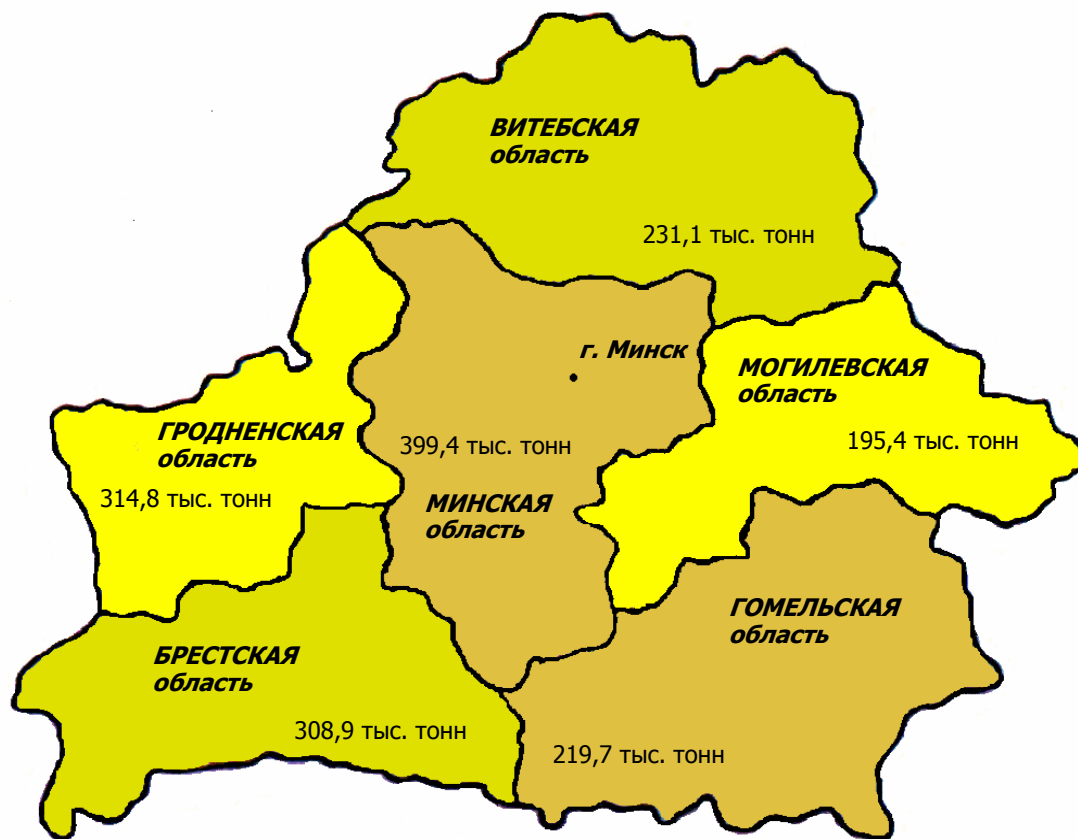 ВИТЕБСКАЯ
область
231,1 тыс. тонн
г. Минск
МОГИЛЕВСКАЯ
область
195,4 тыс. тонн
ГРОДНЕНСКАЯ
область
314,8 тыс. тонн
399,4 тыс. тонн
МИНСКАЯ
область
ГОМЕЛЬСКАЯ
область
219,7 тыс. тонн
БРЕСТСКАЯ
область
308,9 тыс. тонн